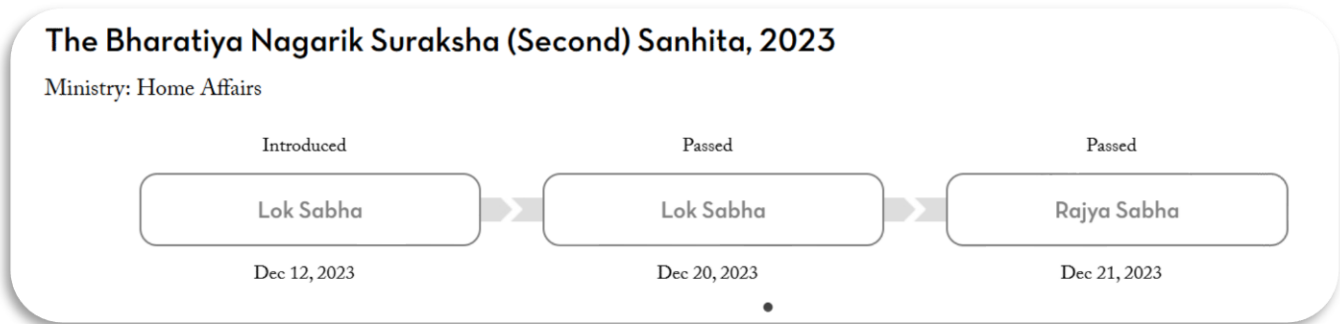 The Bharatiya Nagarik Suraksha (Second) Sanhita, 2023
Ministry: Home Affairs
Introduced Passed Passed
Lok Sabha Lok Sabha Rajya Sabha
Dec 12, 2023 Dec 20, 2023 Dec 21, 2023